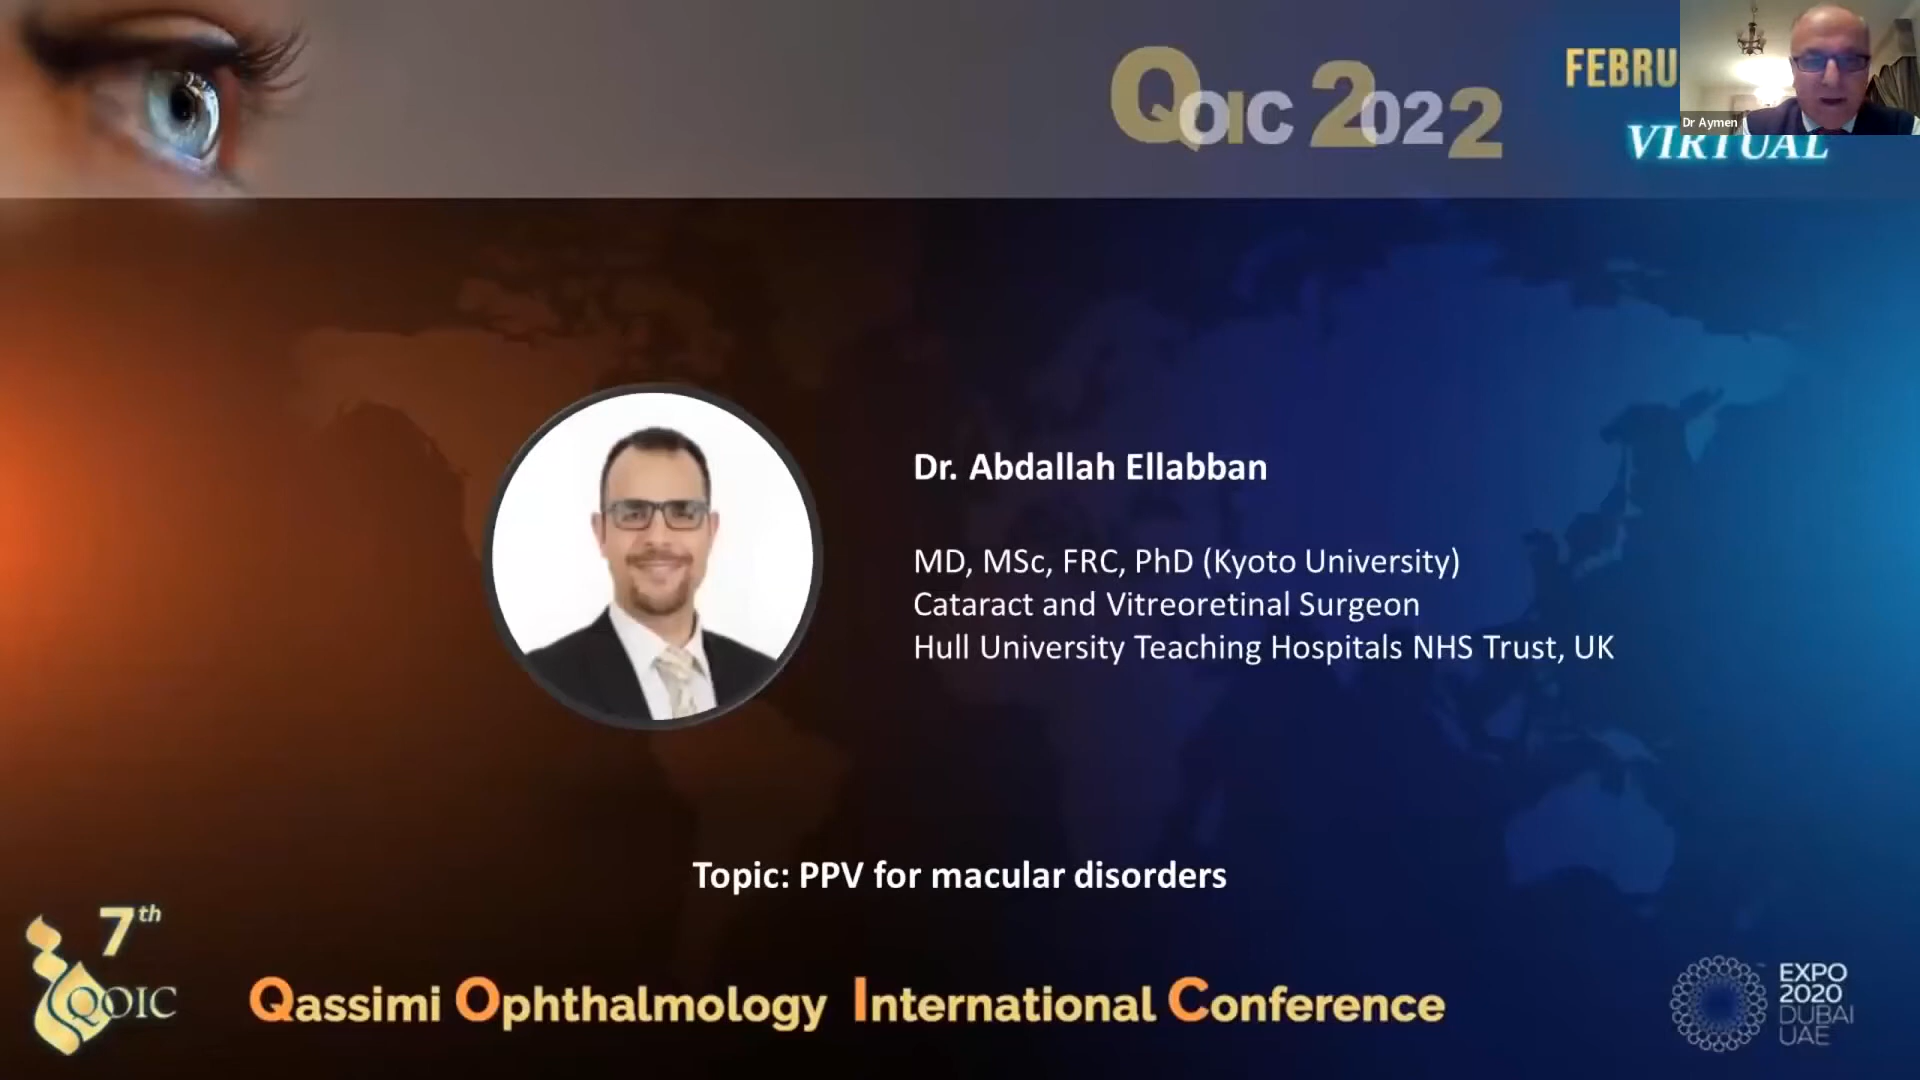 QOIC 2022
FEBRU
VIRTUAL
Dr Aymen
Dr. Abdallah Ellabban
MD, MSc, FRC, PhD (Kyoto University)
Cataract and Vitreoretinal Surgeon
Hull University Teaching Hospitals NHS Trust, UK
Topic: PPV for macular disorders
7th
QOIC
Qassimi Ophthalmology International Conference
EXPO
2020
DUBAI
UAE